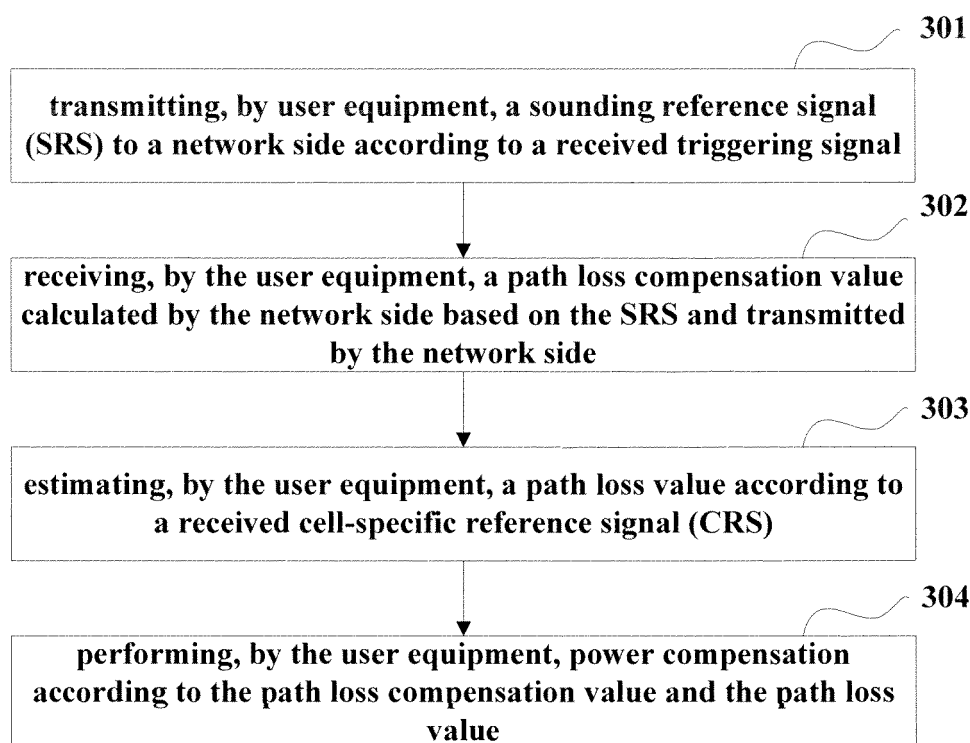 301
transmitting, by user equipment, a sounding reference signal
(SRS) to a network side according to a received triggering signal
302
receiving, by the user equipment, a path loss compensation value
calculated by the network side based on the SRS and transmitted
by the network side
303
estimating, by the user equipment, a path loss value according to
a received cell-specific reference signal (CRS)
304
performing, by the user equipment, power compensation
according to the path loss compensation value and the path loss
value